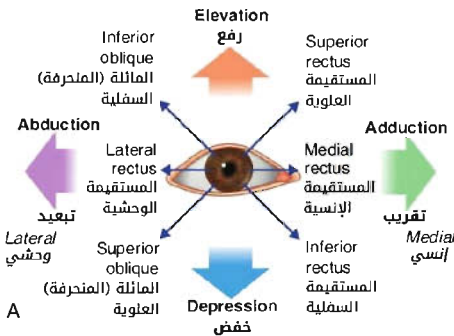 Elevation
رفع
Inferior
oblique
المائلة (المنحرفة)
السفلية
Superior
rectus
المستقيمة
العلوية
Abduction
تبعيد
Lateral
وحشي
Lateral
rectus
المستقيمة
الوحشية
Medial
rectus
المستقيمة
الإنسية
Adduction
تقريب
Medial
إنسي
Superior
oblique
المائلة (المنحرفة)
العلوية
Inferior
rectus
المستقيمة
السفلية
Depression
خفض
A